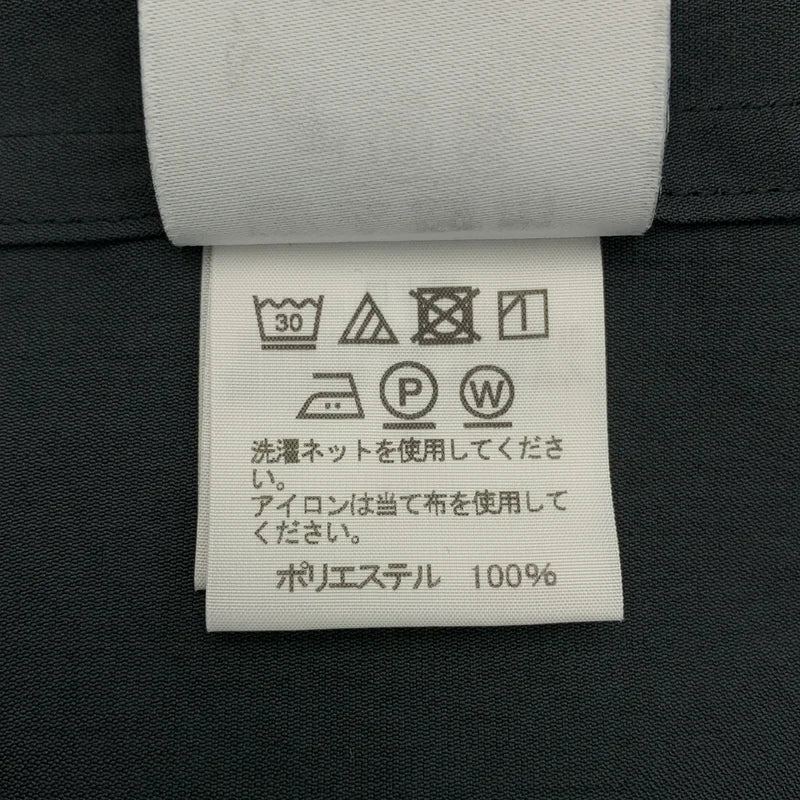 30
P W
洗濯ネットを使用してくださ
い。
アイロンは当て布を使用して
ください。
ポリエステル 100%